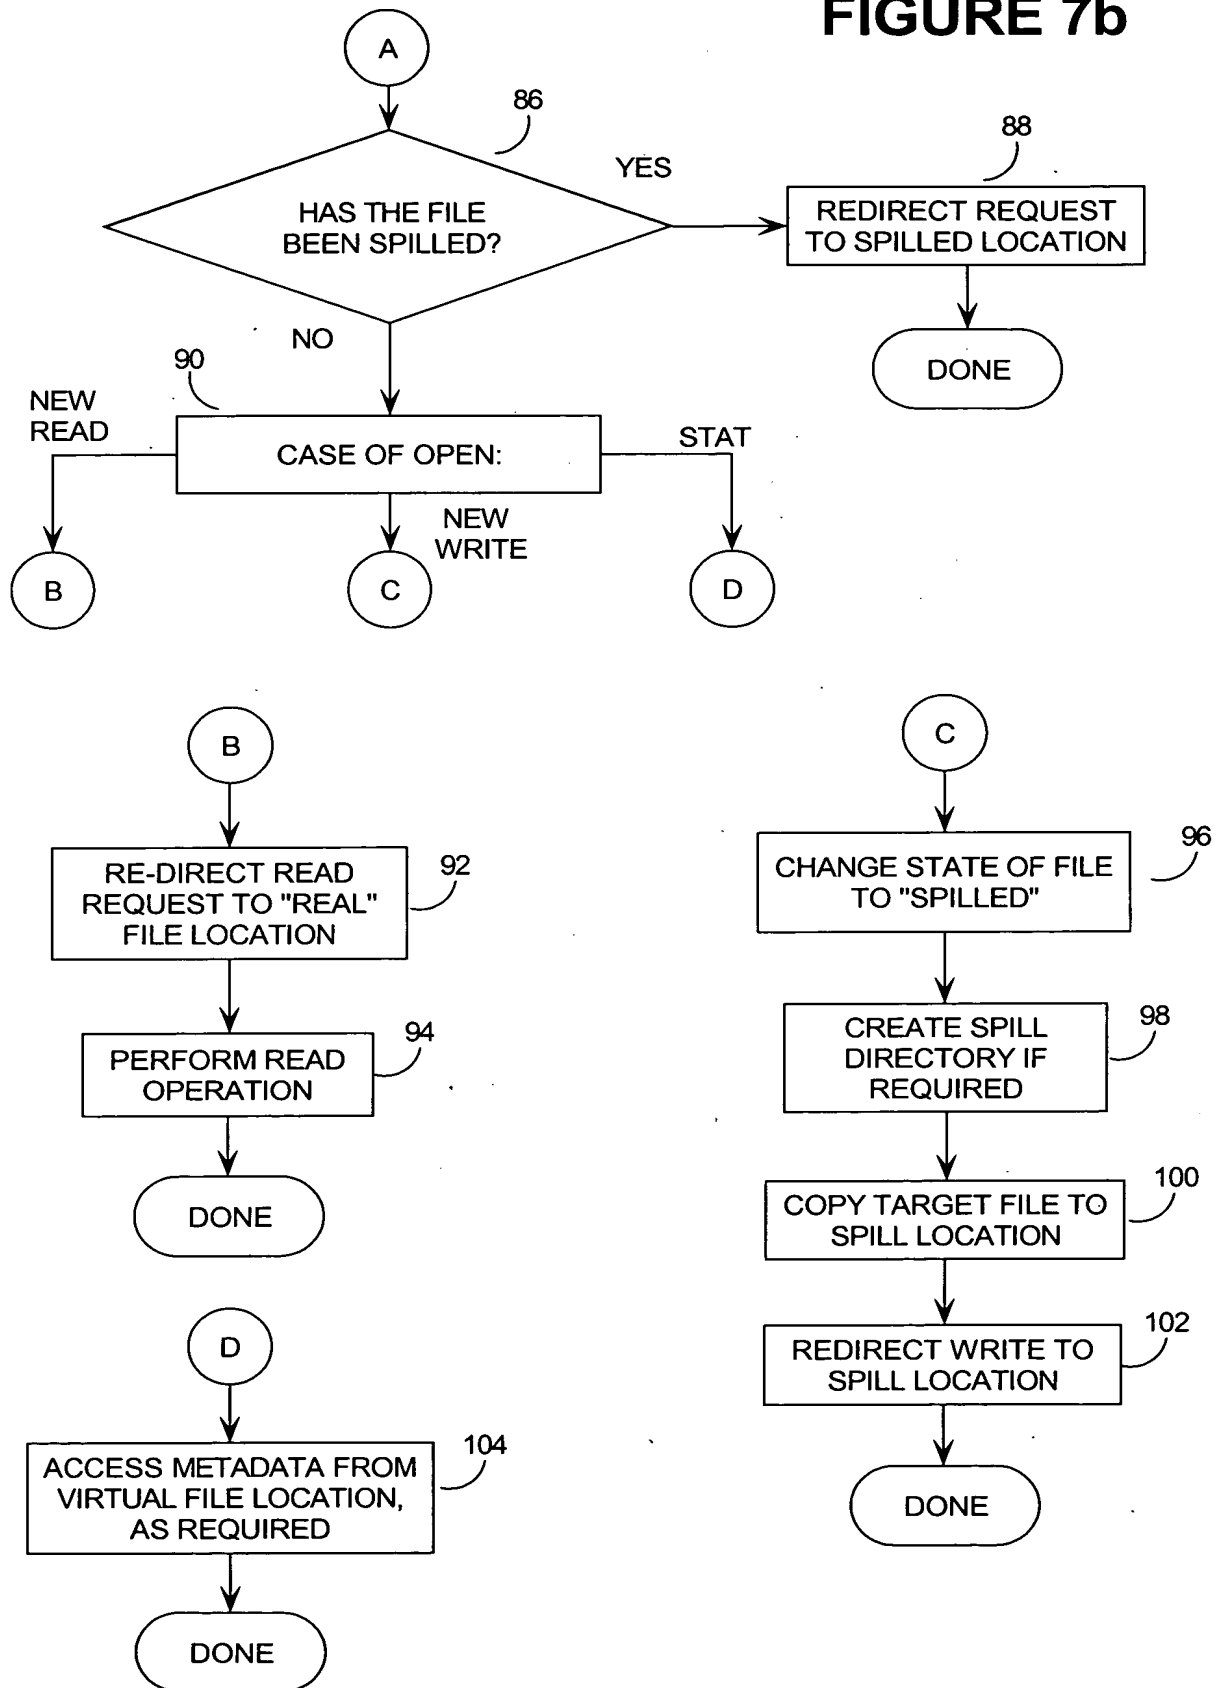 FIGURE 7b
A
86
HAS THE FILE
BEEN SPILLED?
YES
88
REDIRECT REQUEST
TO SPILLED LOCATION
DONE
NO
90
CASE OF OPEN:
NEW
READ
NEW
WRITE
STAT
B
C
D
B
RE-DIRECT READ
REQUEST TO "REAL"
FILE LOCATION
92
PERFORM READ
OPERATION
94
DONE
C
CHANGE STATE OF FILE
TO "SPILLED"
96
CREATE SPILL
DIRECTORY IF
REQUIRED
98
COPY TARGET FILE TO
SPILL LOCATION
100
REDIRECT WRITE TO
SPILL LOCATION
102
DONE
D
ACCESS METADATA FROM
VIRTUAL FILE LOCATION,
AS REQUIRED
104
DONE